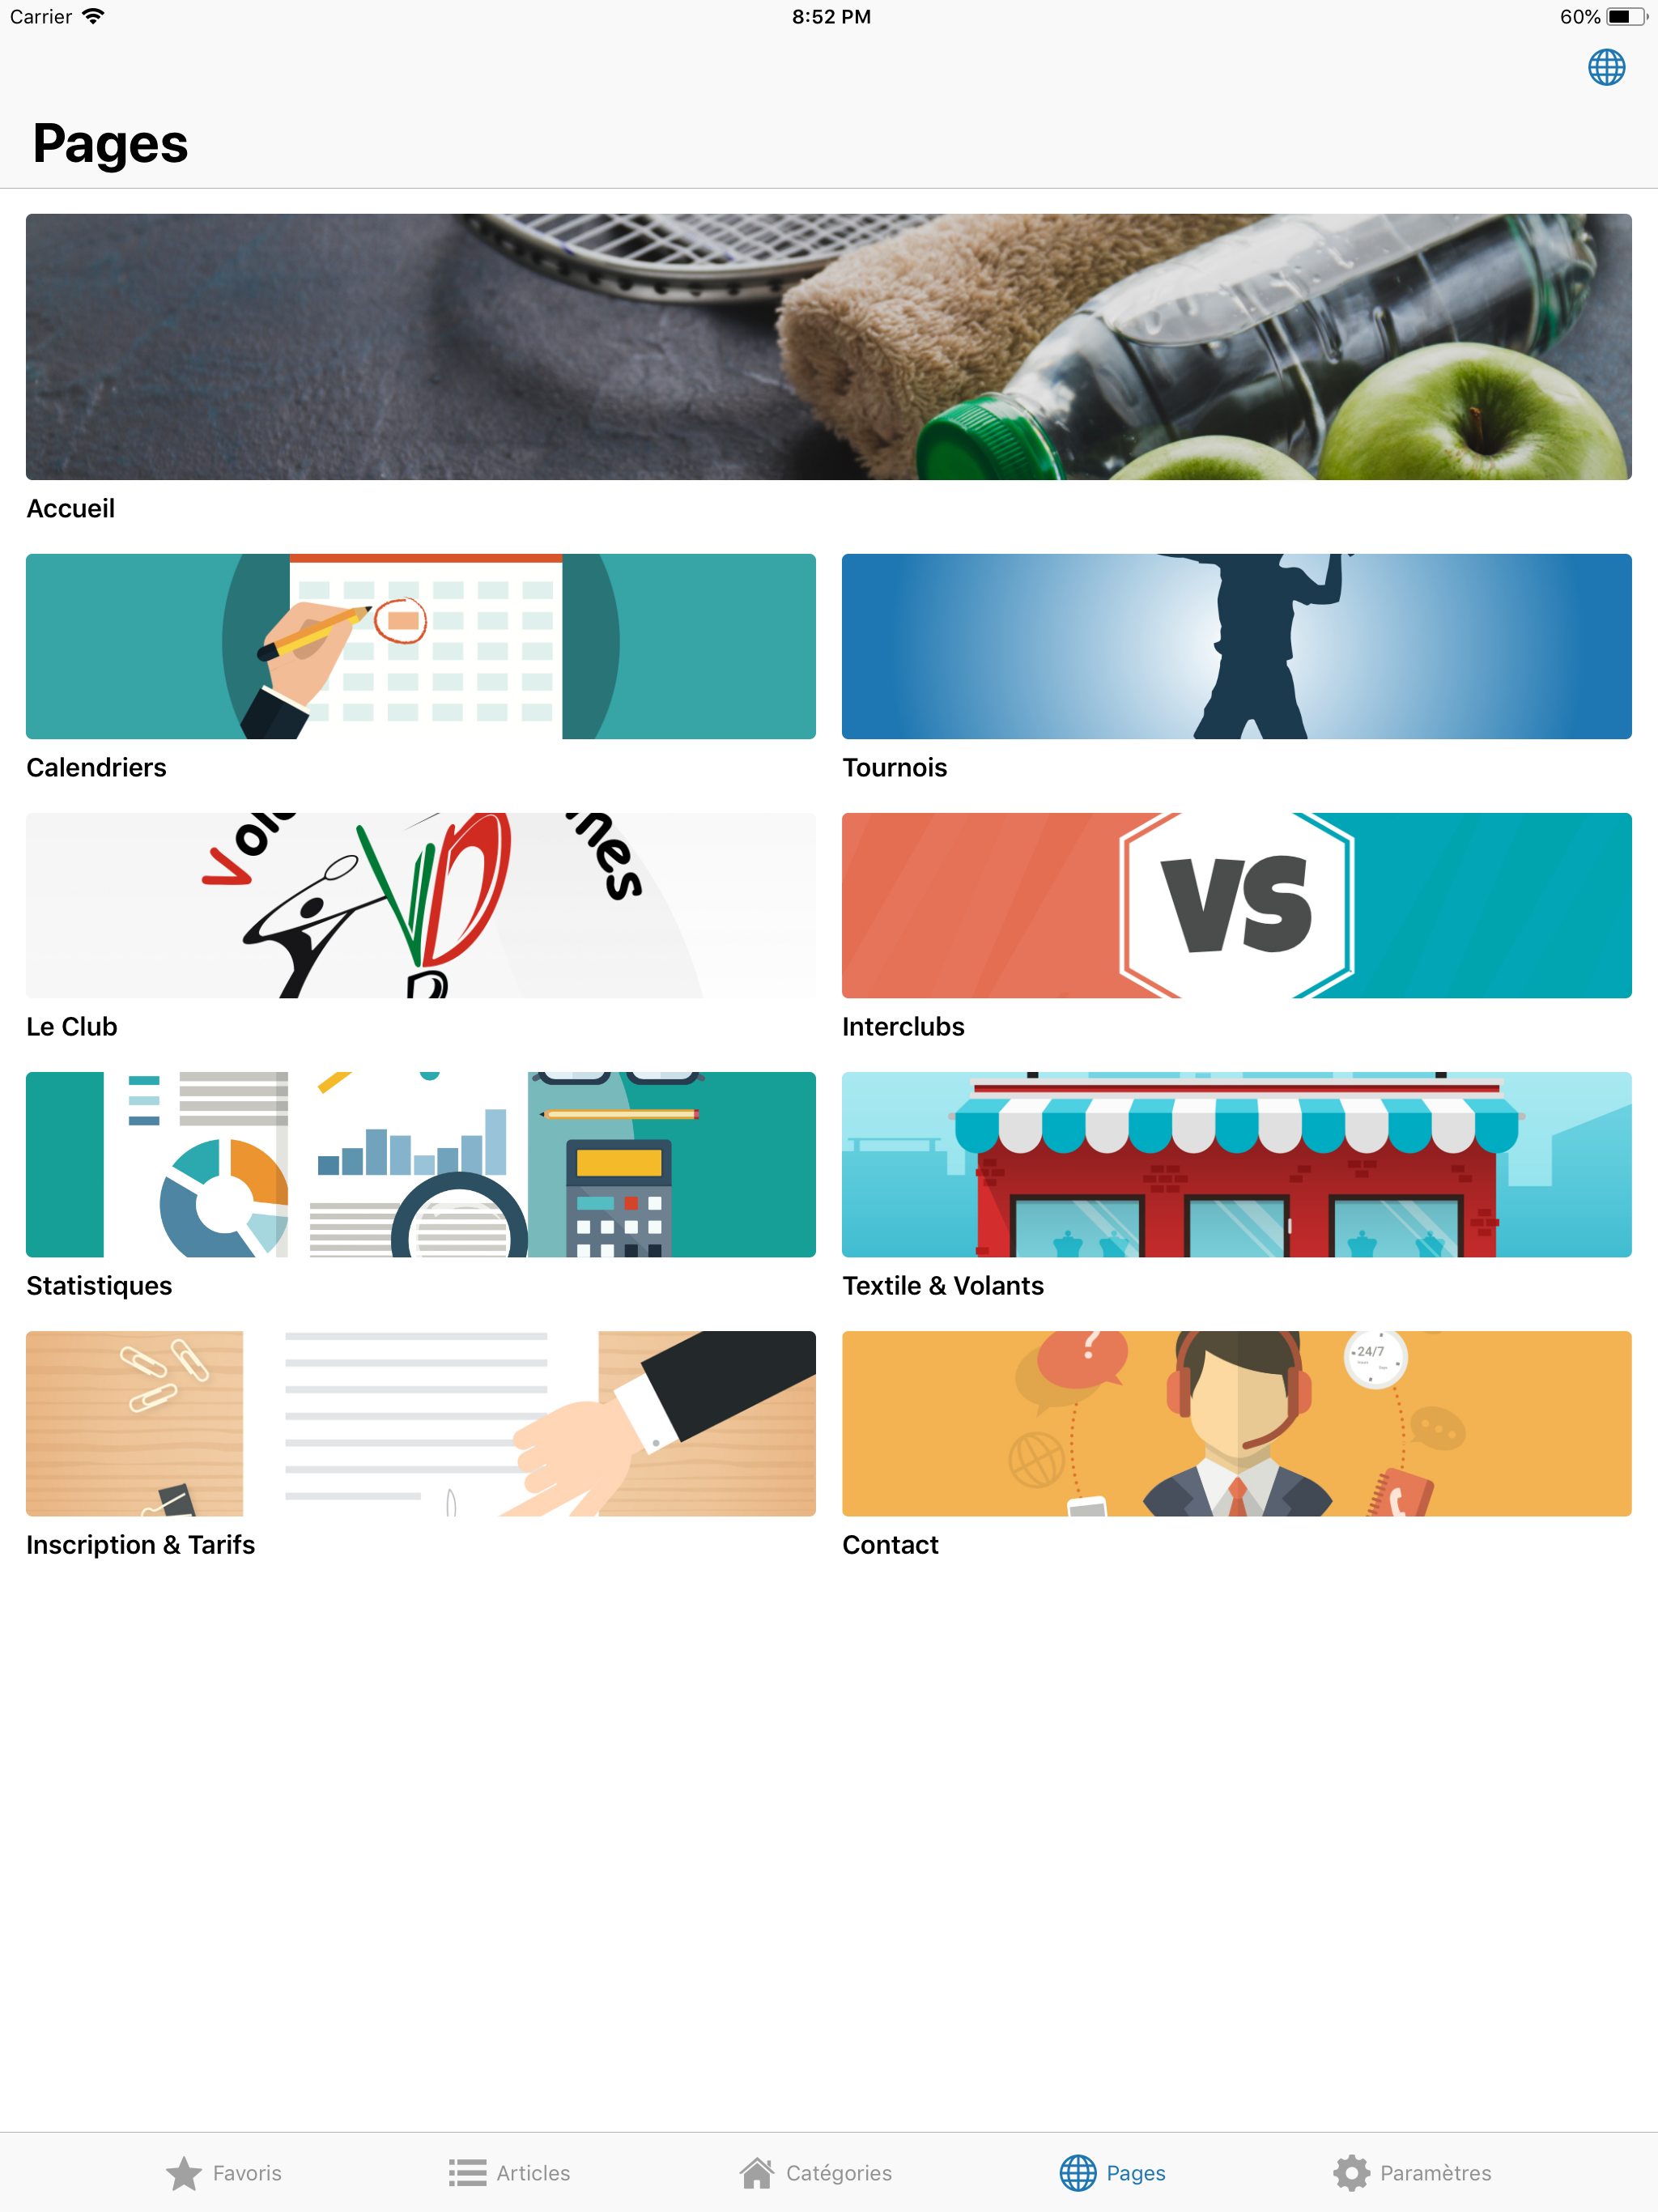 Carrier
8:52 PM
60%
Pages
Accueil
Calendriers
Tournois
VD
Le Club
VS
Interclubs
Statistiques
Textile & Volants
?
24/7
Inscription & Tarifs
Contact
Favoris
Articles
Catégories
Pages
Paramètres